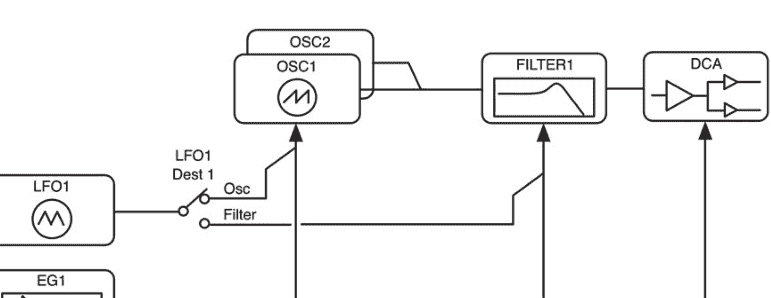 OSC2
OSC1
FILTER1
DCA
LFO1
Dest 1
LFO1
Osc
Filter
EG1